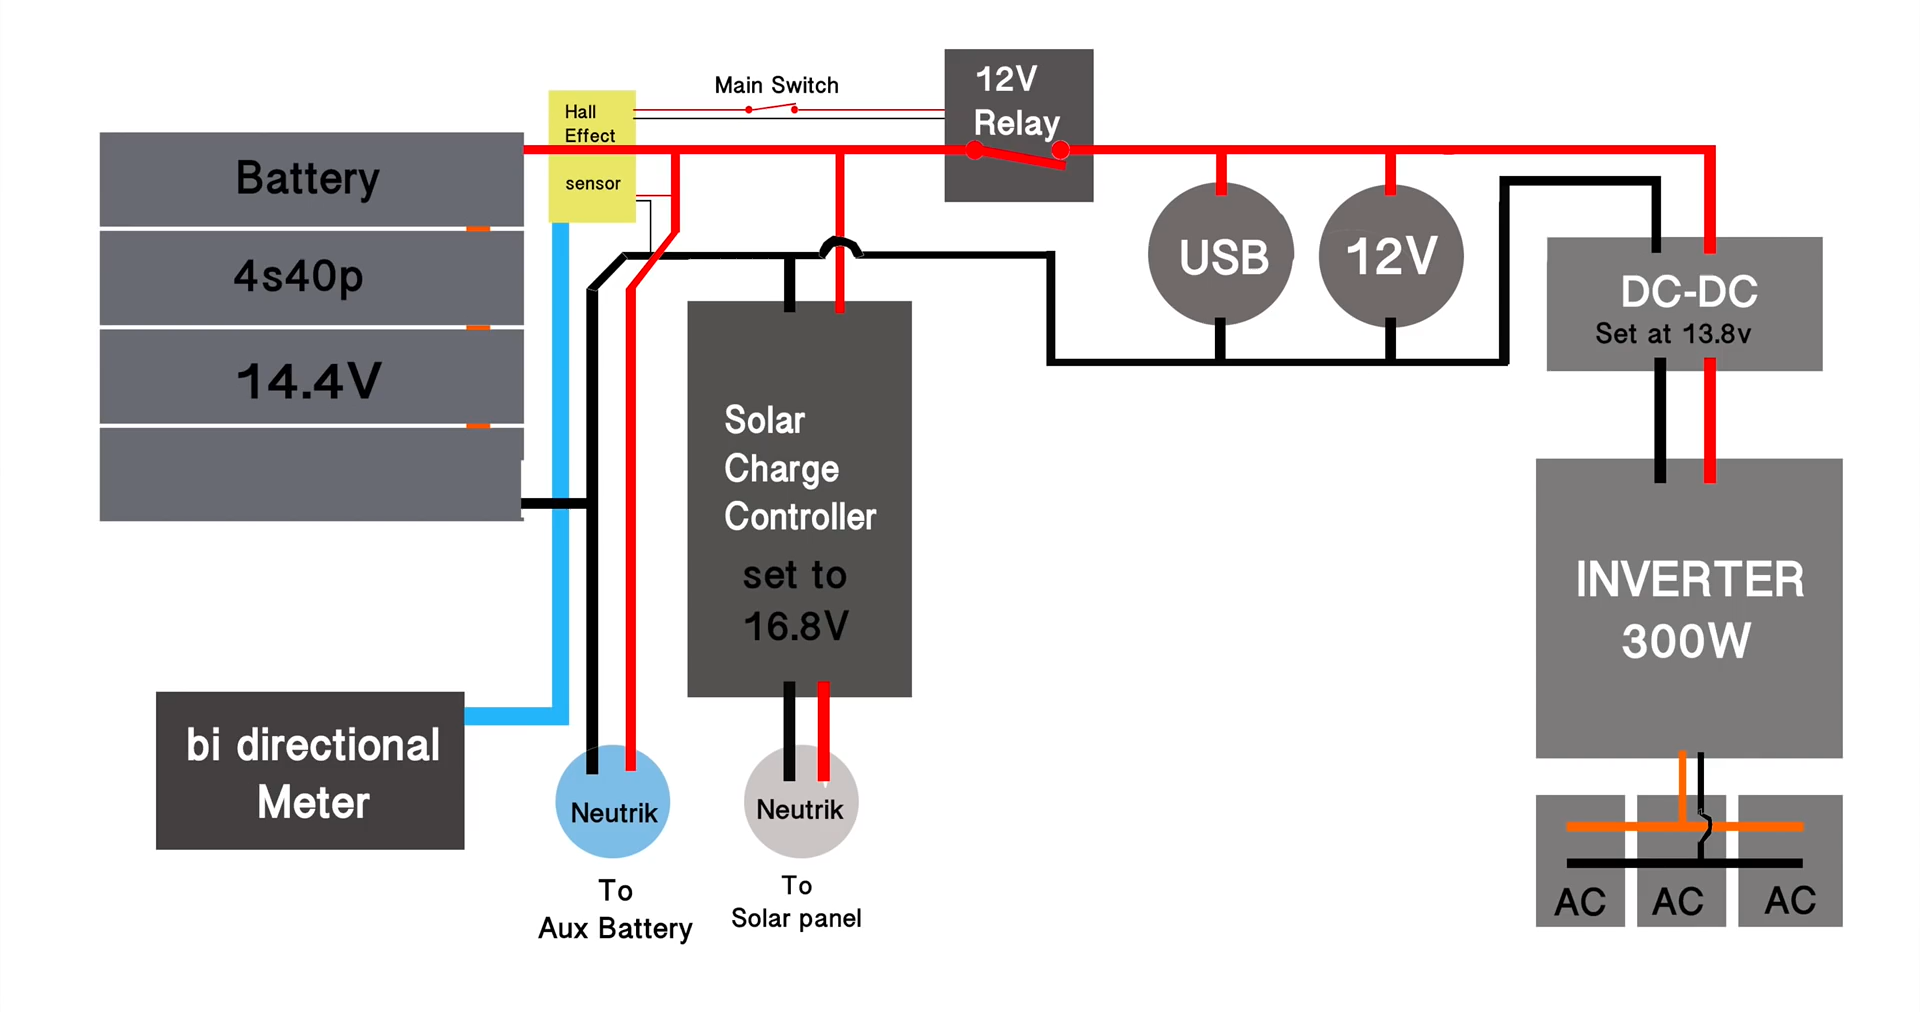 Main Switch
12V
Relay
Hall
Effect
sensor
Battery
4s40p
14.4V
USB
12V
DC-DC
Set at 13.8v
Solar
Charge
Controller
set to
16.8V
INVERTER
300W
bi directional
Meter
Neutrik
To
Aux Battery
Neutrik
To
Solar panel
AC
AC
AC